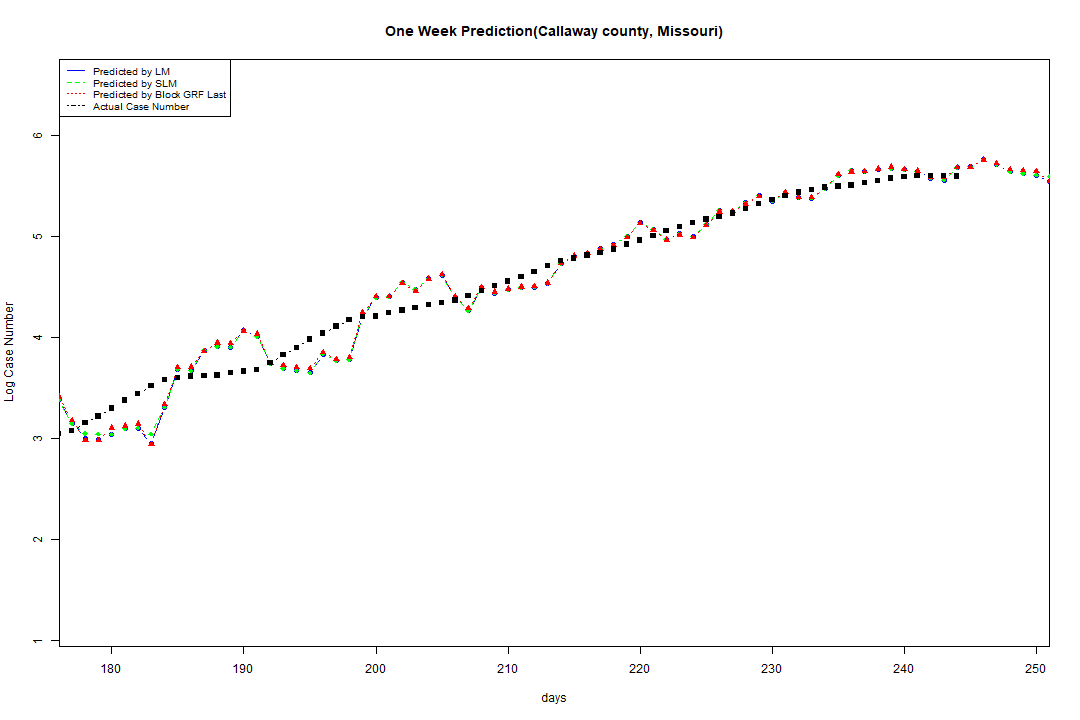 One Week Prediction(Callaway county, Missouri)
Predicted by LM
Predicted by SLM
Predicted by Block GRF Last
Actual Case Number
6
5
4
3
2
1
Log Case Number
180 190 200 210 220 230 240 250
days